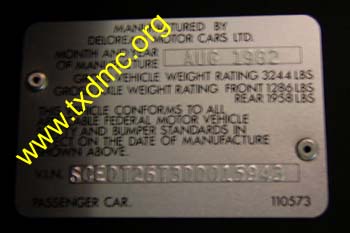 MANUFACTURED BY
DELOREAN MOTOR CARS LTD.
MONTH AND YEAR AUG 1982
OF MANUFACTURE
GROSS VEHICLE WEIGHT RATING 3244 LBS
GROSS VEHICLE WEIGHT RATING FRONT 1286 LBS
REAR 1958 LBS
THIS VEHICLE CONFORMS TO ALL
APPLICABLE FEDERAL MOTOR VEHICLE
SAFETY AND BUMPER STANDARDS IN
EFFECT ON THE DATE OF MANUFACTURE
SHOWN ABOVE.
V.I.N.
PASSENGER CAR. 110573
www.txdmc.org